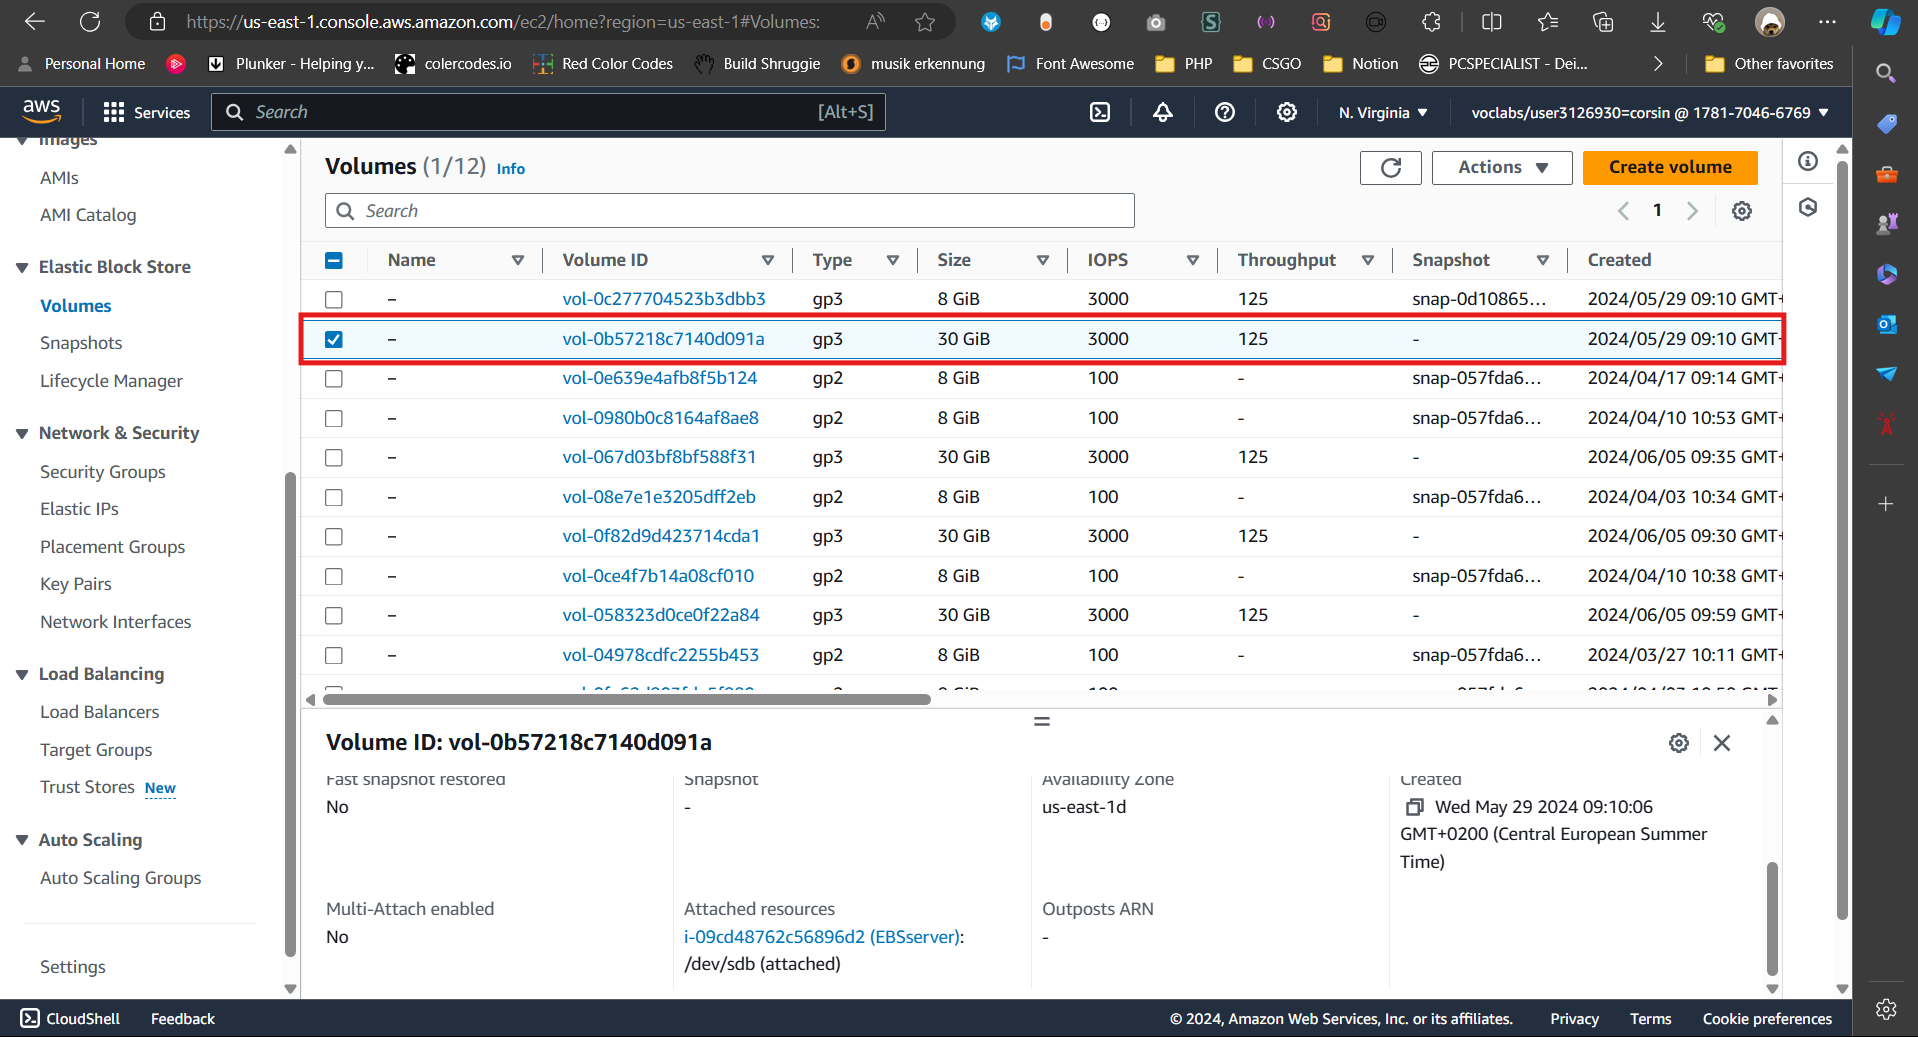 https://us-east-1.console.aws.amazon.com/ec2/home?region=us-east-1#Volumes:
Personal Home
Plunker - Helping y...
colercodes.io
Red Color Codes
Build Shruggie
musik erkennung
Font Awesome
PHP
CSGO
Notion
PCSPECIALIST - Dei...
Other favorites
aws
Services
Search
[Alt+S]
N. Virginia
voclabs/user3126930=corsin @ 1781-7046-6769
Images
AMIs
AMI Catalog
Elastic Block Store
Volumes
Snapshots
Lifecycle Manager
Network & Security
Security Groups
Elastic IPs
Placement Groups
Key Pairs
Network Interfaces
Load Balancing
Load Balancers
Target Groups
Trust Stores New
Auto Scaling
Auto Scaling Groups
Settings
Volumes (1/12) Info
Actions
Create volume
Search
1
Name Volume ID Type Size IOPS Throughput Snapshot Created
– vol-0c277704523b3dbb3 gp3 8 GiB 3000 125 snap-0d10865... 2024/05/29 09:10 GMT+
– vol-0b57218c7140d091a gp3 30 GiB 3000 125 - 2024/05/29 09:10 GMT+
– vol-0e639e4afb8f5b124 gp2 8 GiB 100 - snap-057fda6... 2024/04/17 09:14 GMT+
– vol-0980b0c8164af8ae8 gp2 8 GiB 100 - snap-057fda6... 2024/04/10 10:53 GMT+
– vol-067d03bf8bf588f31 gp3 30 GiB 3000 125 - 2024/06/05 09:35 GMT+
– vol-08e7e1e3205dff2eb gp2 8 GiB 100 - snap-057fda6... 2024/04/03 10:34 GMT+
– vol-0f82d9d423714cda1 gp3 30 GiB 3000 125 - 2024/06/05 09:30 GMT+
– vol-0ce4f7b14a08cf010 gp2 8 GiB 100 - snap-057fda6... 2024/04/10 10:38 GMT+
– vol-058323d0ce0f22a84 gp3 30 GiB 3000 125 - 2024/06/05 09:59 GMT+
– vol-04978cdfc2255b453 gp2 8 GiB 100 - snap-057fda6... 2024/03/27 10:11 GMT+
Volume ID: vol-0b57218c7140d091a
Fast snapshot restored
No
Snapshot
-
Availability Zone
us-east-1d
Created
Wed May 29 2024 09:10:06
GMT+0200 (Central European Summer
Time)
Multi-Attach enabled
No
Attached resources
i-09cd48762c56896d2 (EBSserver):
/dev/sdb (attached)
Outposts ARN
-
CloudShell
Feedback
© 2024, Amazon Web Services, Inc. or its affiliates.
Privacy
Terms
Cookie preferences